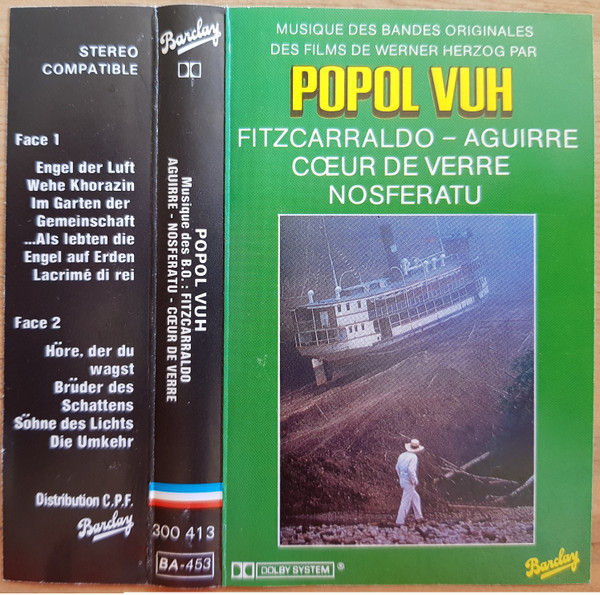 STEREO
COMPATIBLE
Face 1
Engel der Luft
Wehe Khorazin
Im Garten der
Gemeinschaft
...Als lebten die
Engel auf Erden
Lacrimé di rei
Face 2
Höre, der du
wagst
Brüder des
Schattens
Söhne des Lichts
Die Umkehr
Distribution C.P.F.
Barclay
Barclay
POPOL VUH
Musique des B.O.: FITZCARRALDO
AGUIRRE - NOSFERATU - CŒUR DE VERRE
300 413
BA-453
MUSIQUE DES BANDES ORIGINALES
DES FILMS DE WERNER HERZOG PAR
POPOL VUH
FITZCARRALDO – AGUIRRE
CŒUR DE VERRE
NOSFERATU
DOLBY SYSTEM ®
Barclay